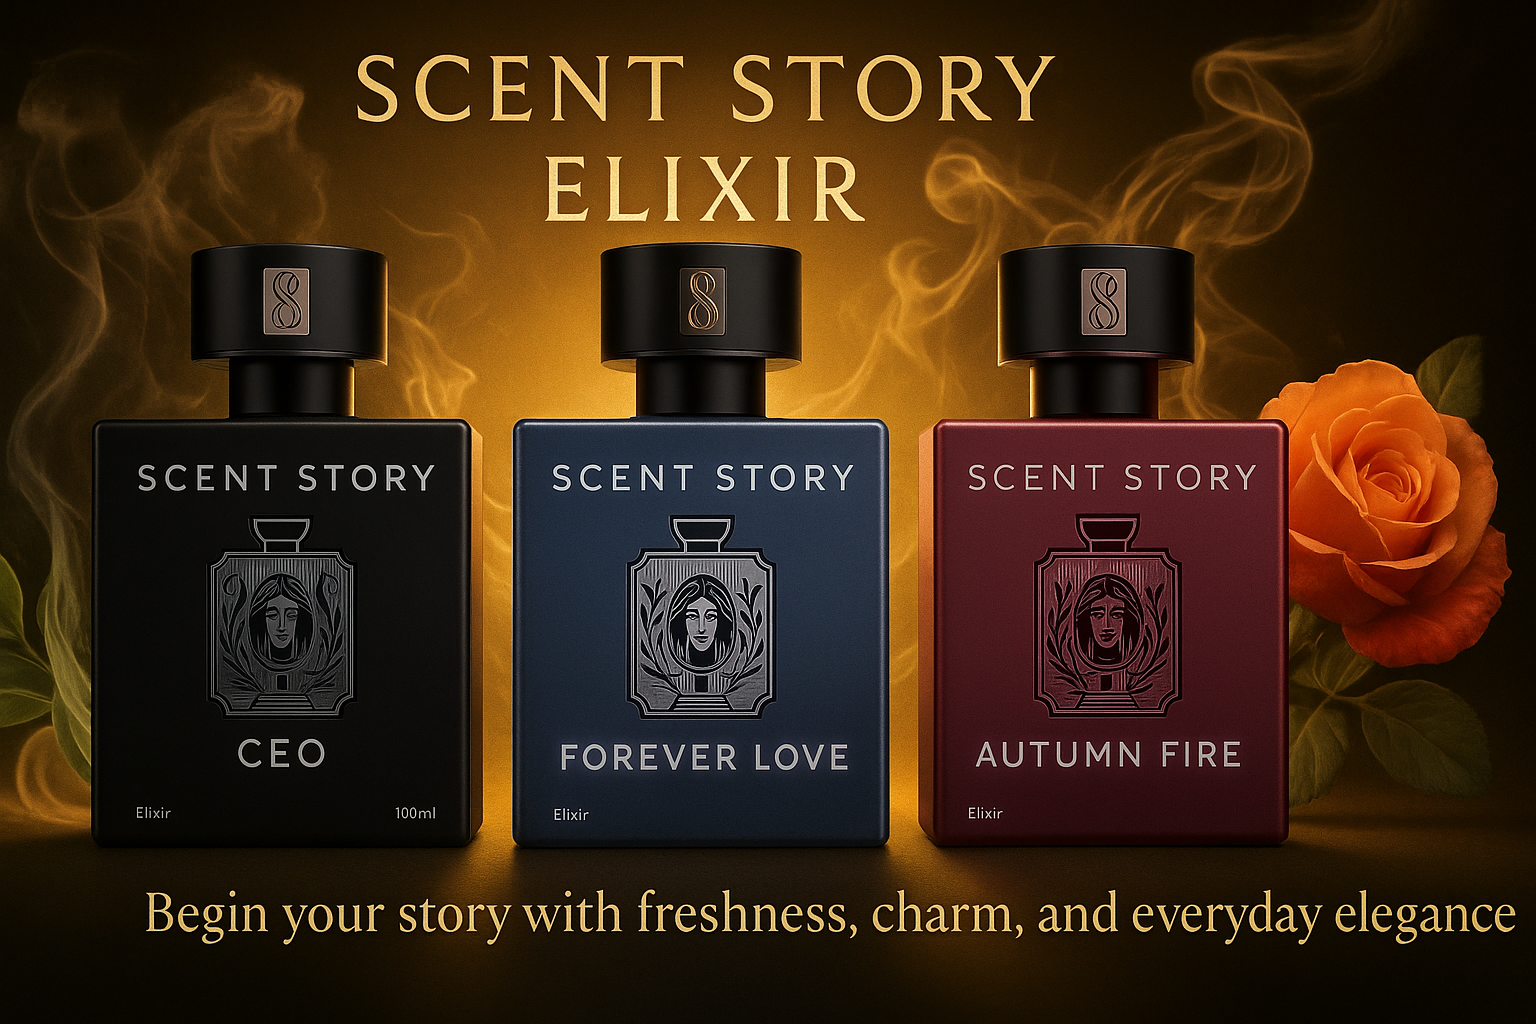 SCENT STORY
ELIXIR
SCENT STORY
CEO
Elixir 100ml
SCENT STORY
FOREVER LOVE
Elixir
SCENT STORY
AUTUMN FIRE
Elixir
Begin your story with freshness, charm, and everyday elegance